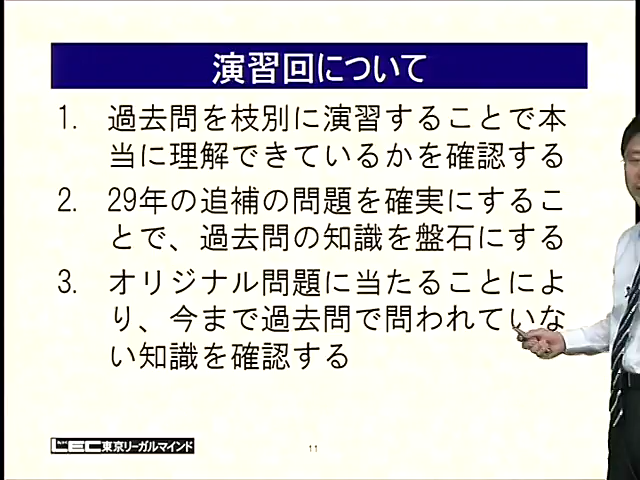 演習回について
1. 過去問を枝別に演習することで本
当に理解できているかを確認する
2. 29年の追補の問題を確実にするこ
とで、過去問の知識を盤石にする
3. オリジナル問題に当たることによ
り、今まで過去問で問われていな
い知識を確認する
LEC東京リーガルマインド
11